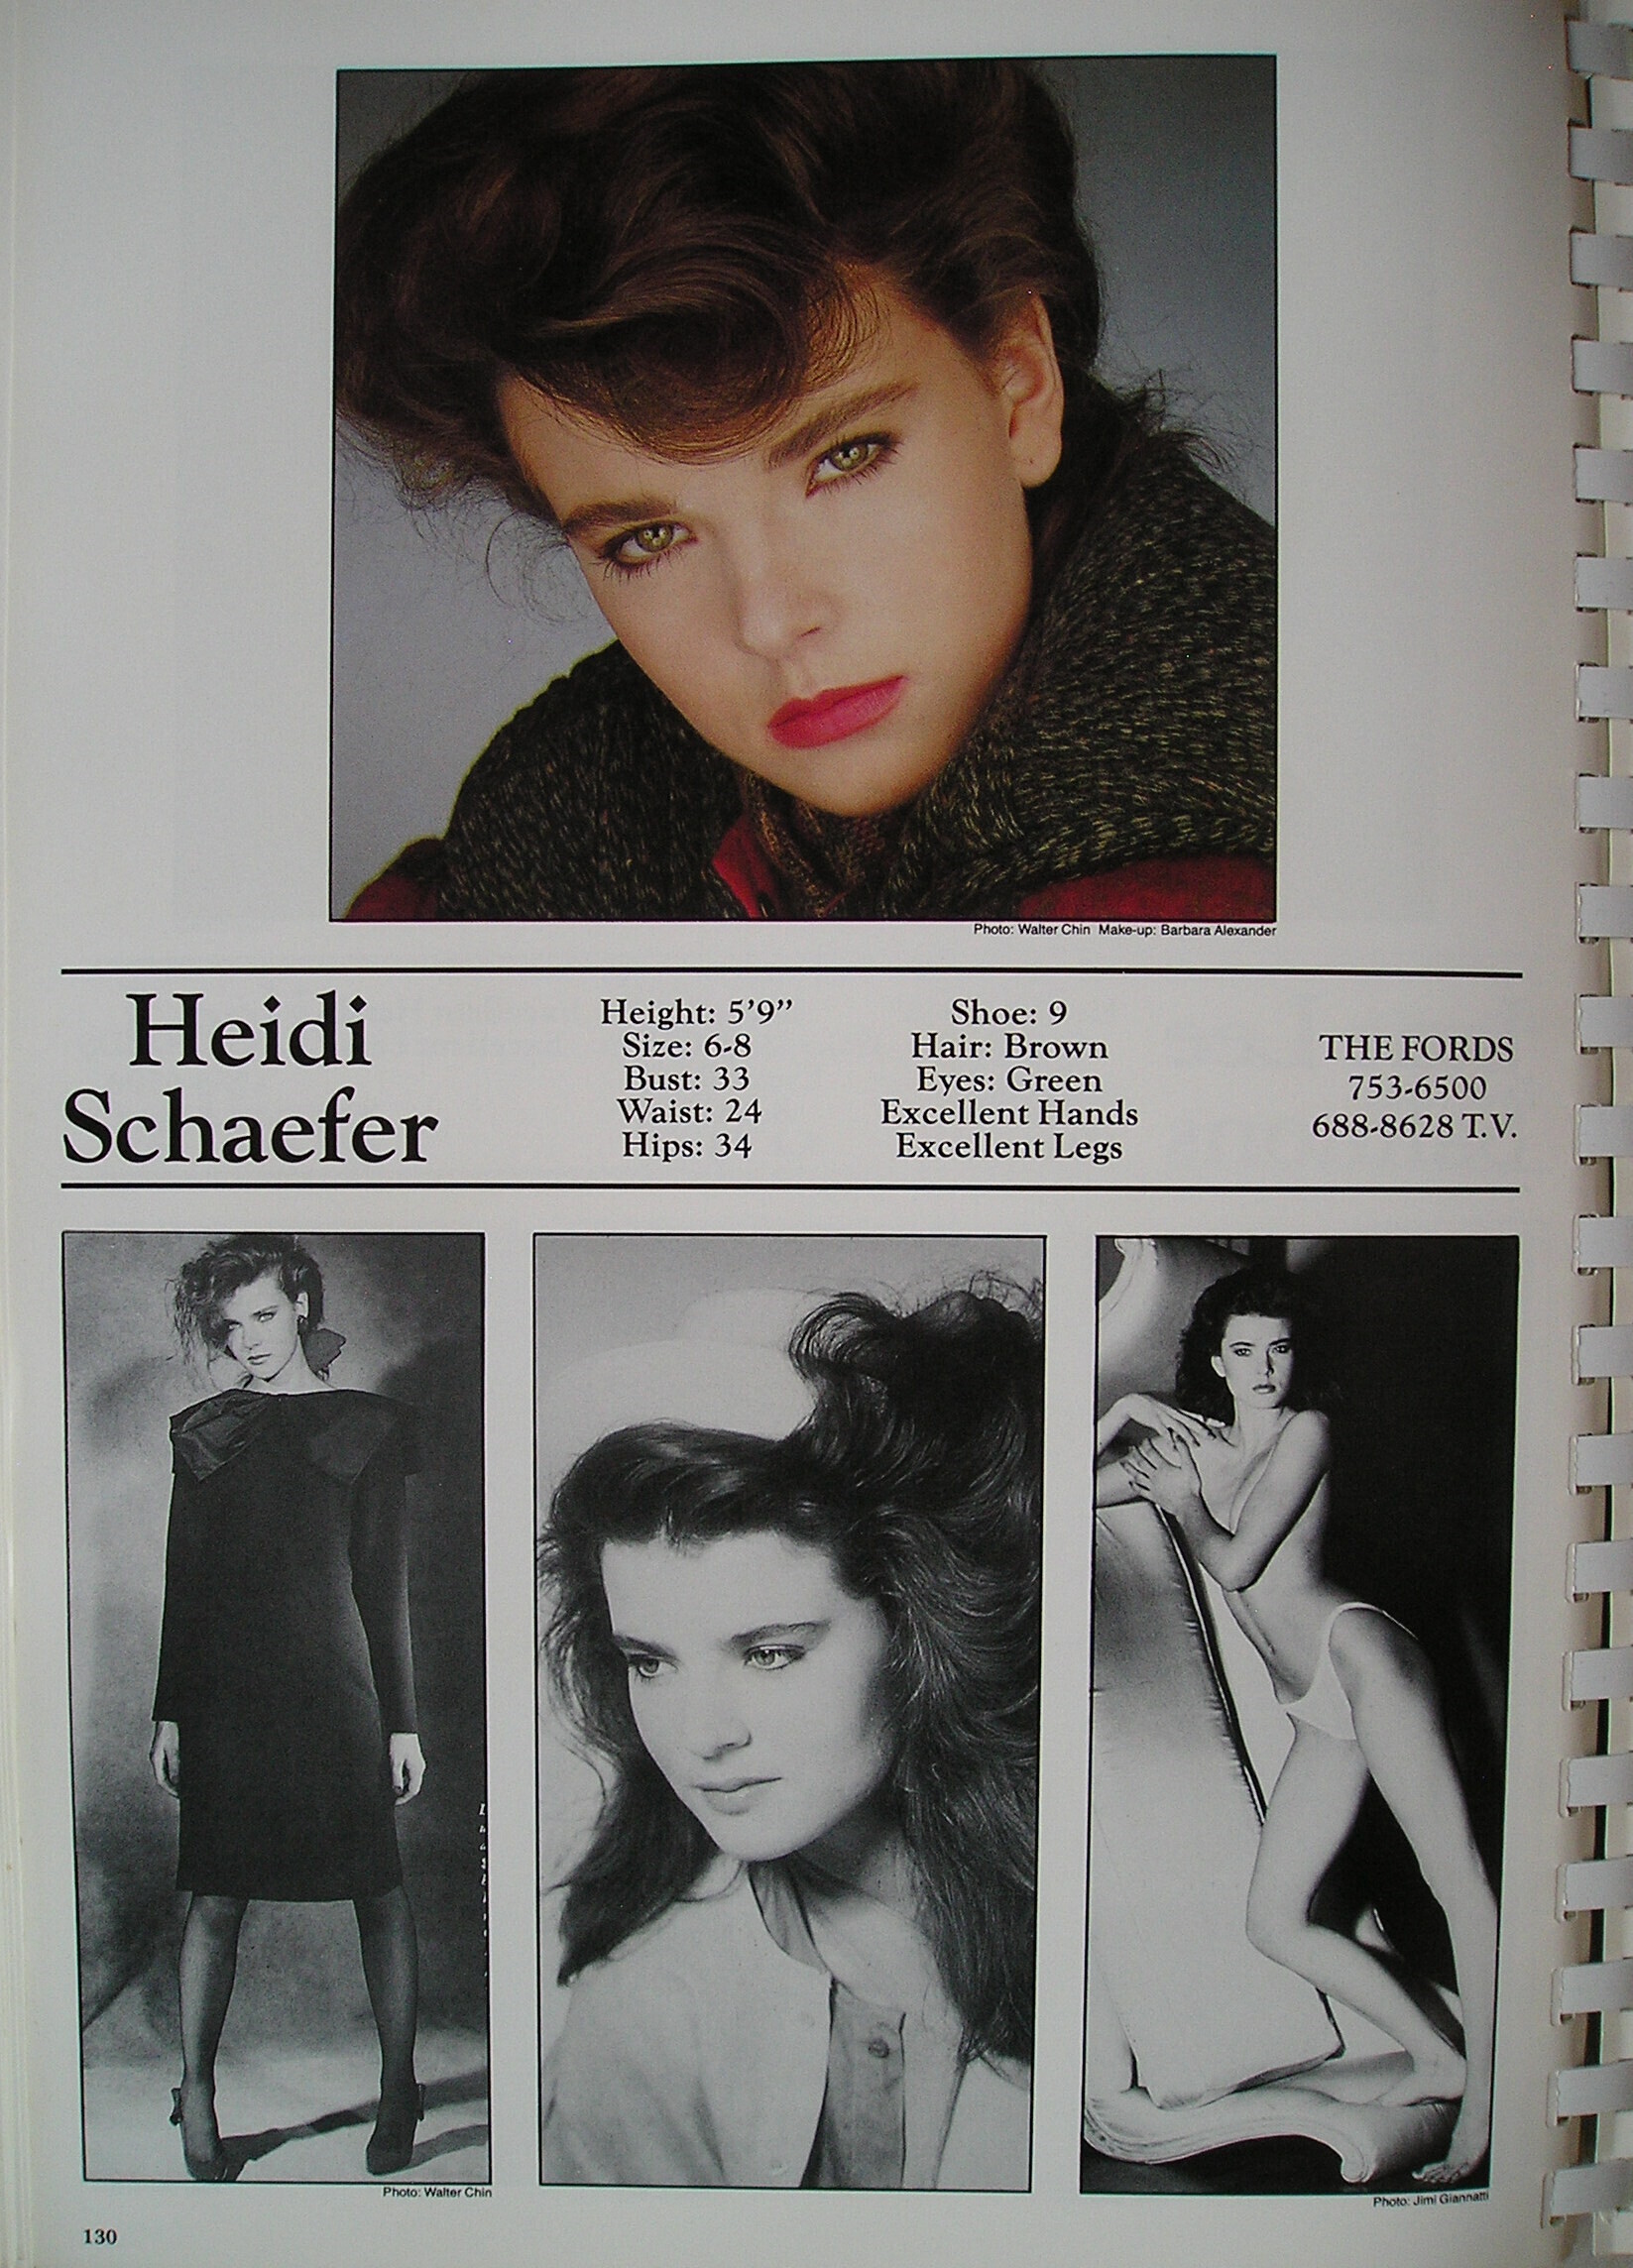 Photo: Walter Chin Make-up: Barbara Alexander
Heidi
Schaefer
Height: 5’9”
Size: 6-8
Bust: 33
Waist: 24
Hips: 34
Shoe: 9
Hair: Brown
Eyes: Green
Excellent Hands
Excellent Legs
THE FORDS
753-6500
688-8628 T.V.
Photo: Walter Chin
Photo: Jimi Giannatti
130